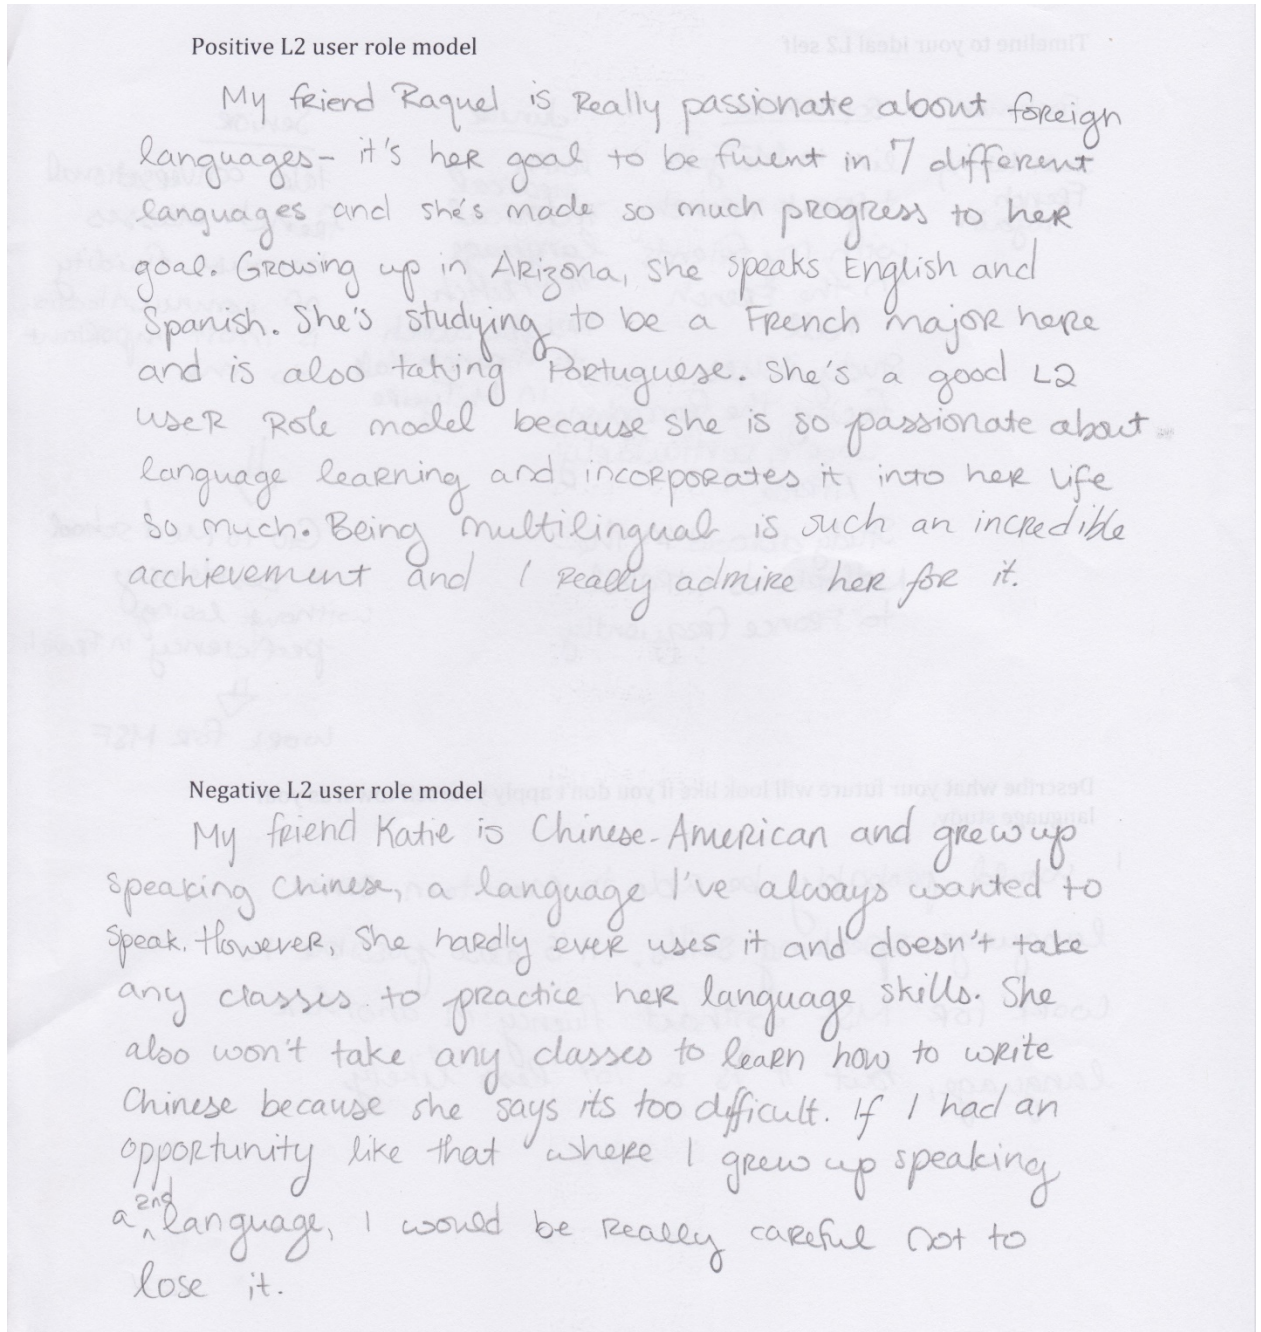 Positive L2 user role model
My friend Raquel is Really passionate about foreign
languages- it's her goal to be fluent in 7 different
languages and she's made so much progress to her
goal. Growing up in Arizona, she speaks English and
Spanish. She's studying to be a French major here
and is also taking Portuguese. She's a good L2
user Role model because she is so passionate about
language learning and incorporates it into her life
so much. Being multilingual is such an incredible
acchievement and I really admire her for it.
Negative L2 user role model
My friend Katie is Chinese-American and grew up
speaking Chinese, a language I've always wanted to
speak. However, she hardly ever uses it and doesn't take
any classes to practice her language skills. She
also won't take any classes to learn how to write
Chinese because she says its too difficult. If I had an
opportunity like that where I grew up speaking
a 2nd language, I would be really careful not to
lose it.